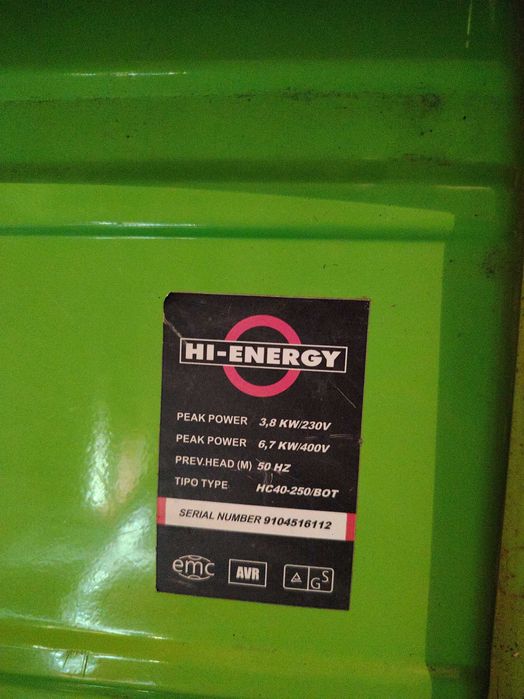 HI-ENERGY
PEAK POWER 3,8 KW/230V
PEAK POWER 6,7 KW/400V
PREV.HEAD (M) 50 HZ
TIPO TYPE HC40-250/BOT
SERIAL NUMBER 9104516112
emc AVR GS